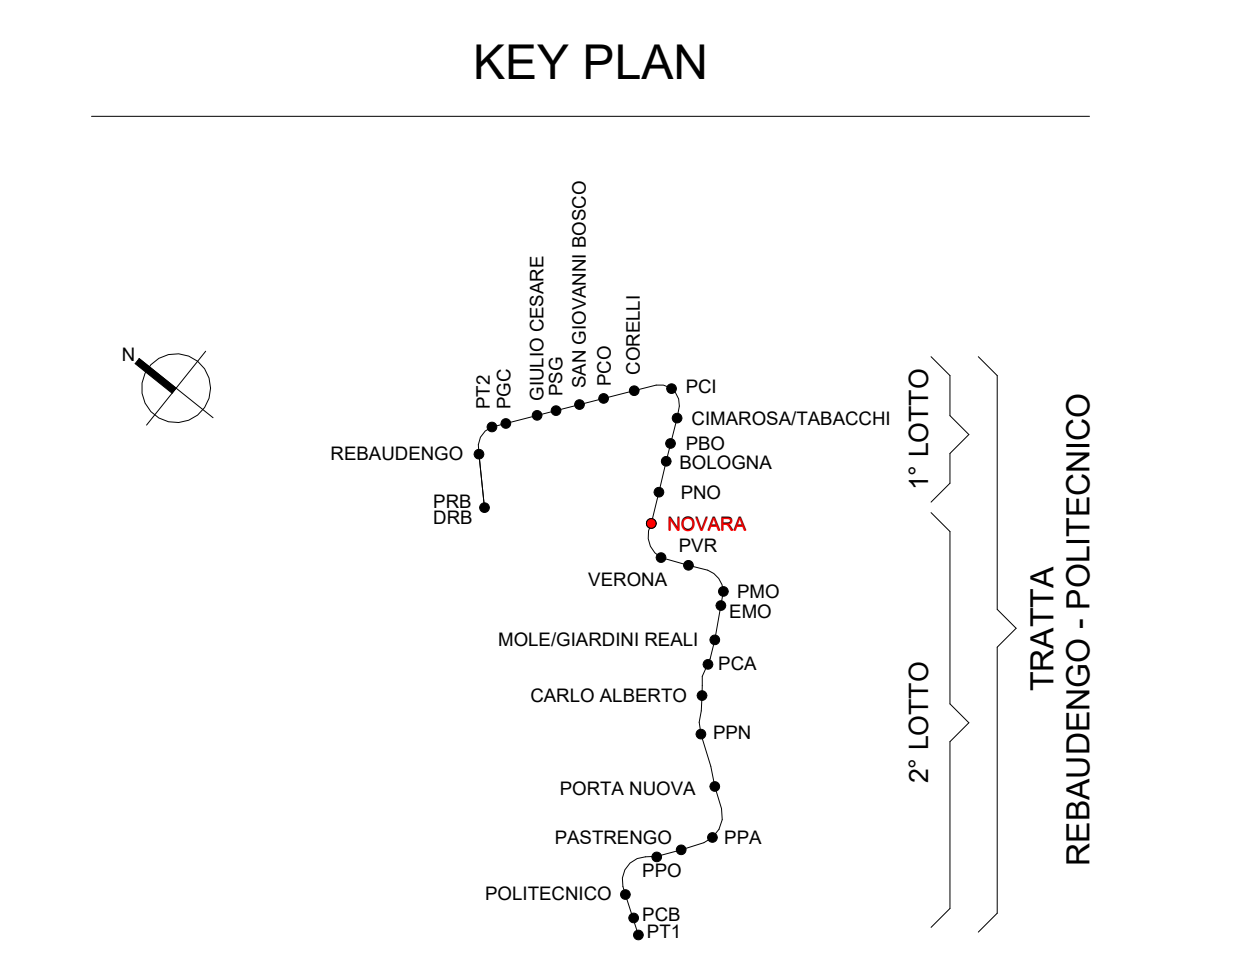 KEY PLAN
N
PT2
PGC
GIULIO CESARE
PSG
SAN GIOVANNI BOSCO
PCO
CORELLI
PCI
CIMAROSA/TABACCHI
REBAUDENGO
PBO
BOLOGNA
PNO
PRB
DRB
NOVARA
PVR
VERONA
PMO
EMO
MOLE/GIARDINI REALI
PCA
CARLO ALBERTO
PPN
PORTA NUOVA
PASTRENGO
PPA
PPO
POLITECNICO
PCB
PT1
1° LOTTO
2° LOTTO
TRATTA
REBAUDENGO - POLITECNICO